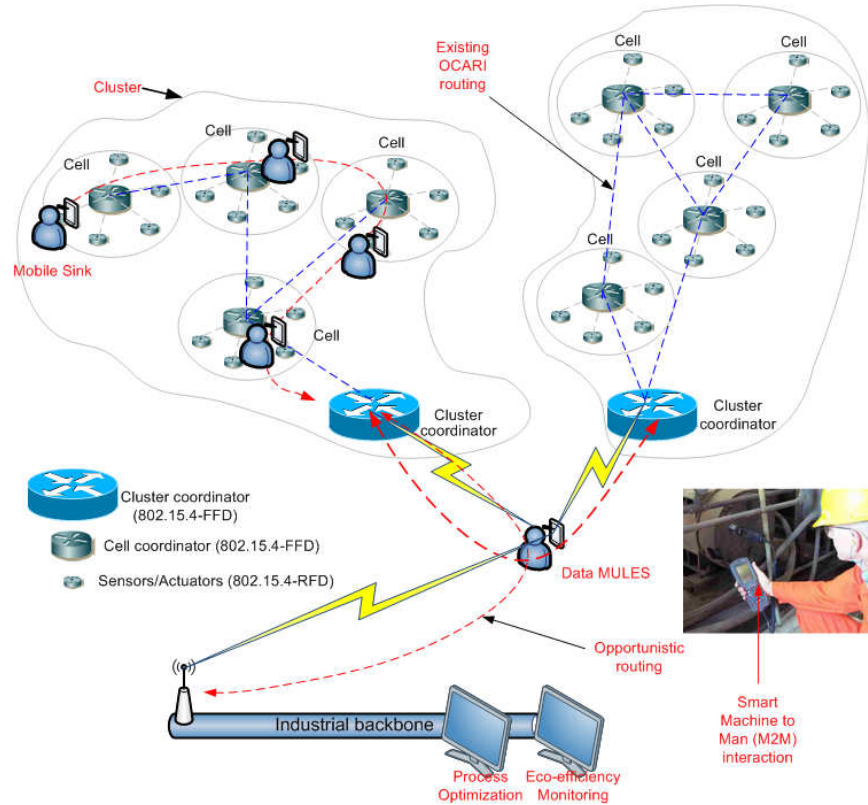 Cell
Cell
Existing
OCARI
routing
Cluster
Cell
Cell
Cell
Cell
Mobile Sink
Cell
Cell
Cluster
coordinator
Cluster
coordinator
Cluster coordinator
(802.15.4-FFD)
Cell coordinator (802.15.4-FFD)
Sensors/Actuators (802.15.4-RFD)
Data MULES
Opportunistic
routing
Smart
Machine to
Man (M2M)
interaction
Industrial backbone
Process
Optimization
Eco-efficiency
Monitoring